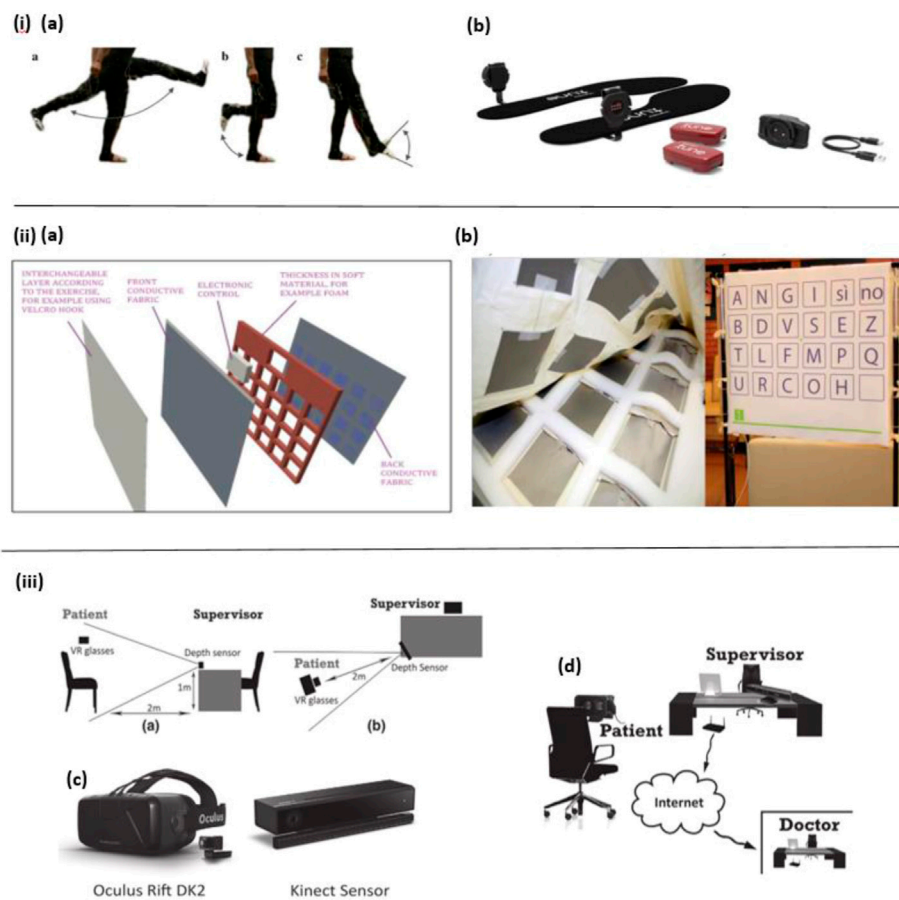 (i) (a)
a
b
c
(b)
(ii) (a)
INTERCHANGEABLE
LAYER ACCORDING
TO THE EXERCISE,
FOR EXAMPLE USING
VELCRO HOOK
FRONT
CONDUCTIVE
FABRIC
ELECTRONIC
CONTROL
THICKNESS IN SOFT
MATERIAL, FOR
EXAMPLE FOAM
BACK
CONDUCTIVE
FABRIC
(b)
A N G I sì no
B D V S E Z
T L F M P Q
U R C O H
(iii)
Patient
VR glasses
Supervisor
Depth sensor
1m
2m
(a)
Supervisor
Patient
VR glasses
2m
Depth Sensor
(b)
(c)
Oculus
Oculus Rift DK2
Kinect Sensor
(d)
Supervisor
Patient
Internet
Doctor